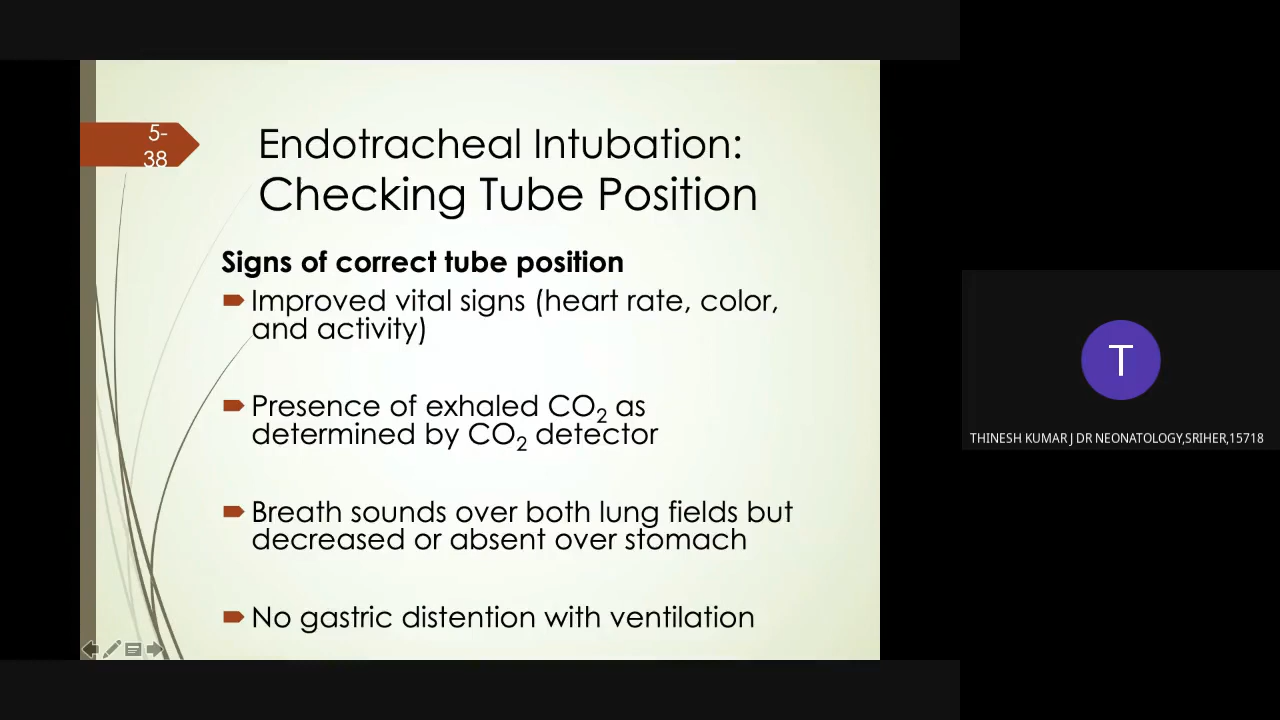 5-
38
Endotracheal Intubation:
Checking Tube Position
Signs of correct tube position
Improved vital signs (heart rate, color,
and activity)
Presence of exhaled CO₂ as
determined by CO₂ detector
Breath sounds over both lung fields but
decreased or absent over stomach
No gastric distention with ventilation
T
THINESH KUMAR J DR NEONATOLOGY,SRIHER,15718